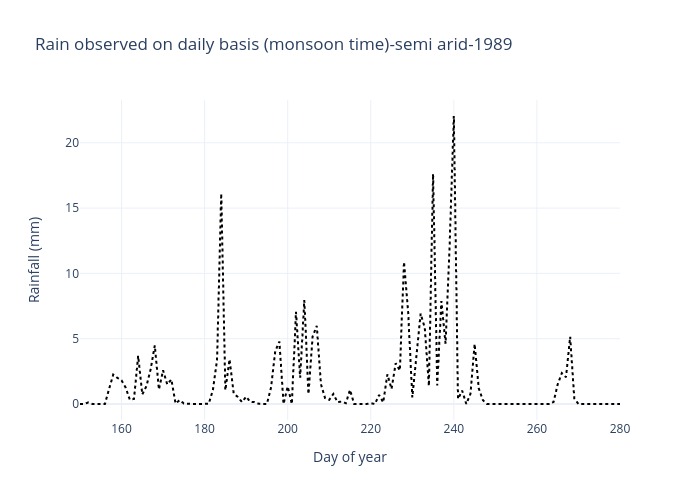 Rain observed on daily basis (monsoon time)-semi arid-1989
20
15
10
5
0
Rainfall (mm)
160 180 200 220 240 260 280
Day of year